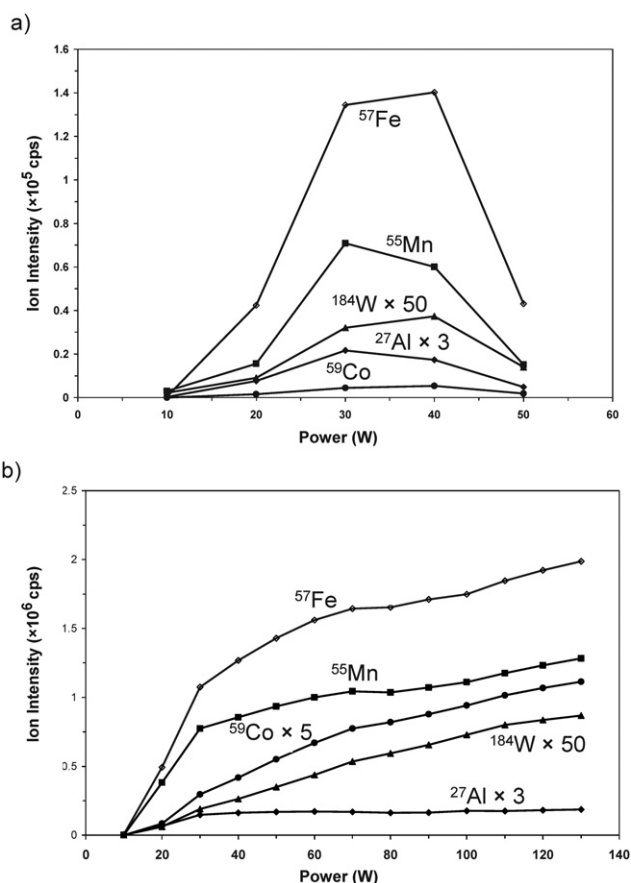 a)
Ion Intensity (×10⁵ cps)
1.6
1.4
1.2
1
0.8
0.6
0.4
0.2
0
⁵⁷Fe
⁵⁵Mn
¹⁸⁴W × 50
²⁷Al × 3
⁵⁹Co
0 10 20 30 40 50 60
Power (W)
b)
Ion Intensity (×10⁶ cps)
2.5
2
1.5
1
0.5
0
⁵⁷Fe
⁵⁵Mn
⁵⁹Co × 5
¹⁸⁴W × 50
²⁷Al × 3
0 20 40 60 80 100 120 140
Power (W)